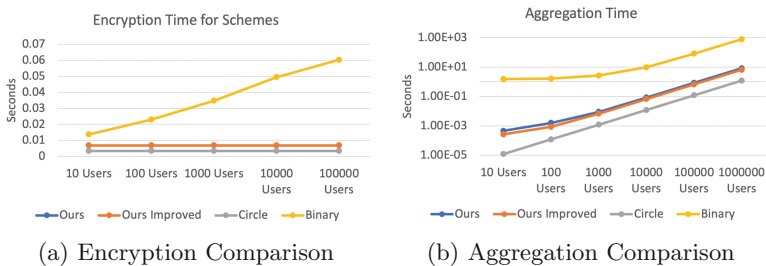 Encryption Time for Schemes
0.07
0.06
0.05
0.04
0.03
0.02
0.01
0
Seconds
10 Users 100 Users 1000 Users 10000 Users 100000 Users
Ours Ours Improved Circle Binary
(a) Encryption Comparison
Aggregation Time
1.00E+03
1.00E+01
1.00E-01
1.00E-03
1.00E-05
Seconds
10 Users 100 Users 1000 Users 10000 Users 100000 Users 1000000 Users
Ours Ours Improved Circle Binary
(b) Aggregation Comparison